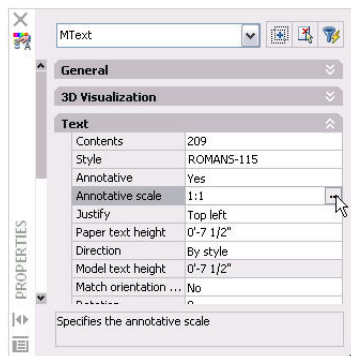 MText
General
3D Visualization
Text
Contents 209
Style ROMANS-115
Annotative Yes
Annotative scale 1:1 ...
Justify Top left
Paper text height 0'-7 1/2"
Direction By style
Model text height 0'-7 1/2"
Match orientation ... No
Rotation 0
PROPERTIES
Specifies the annotative scale